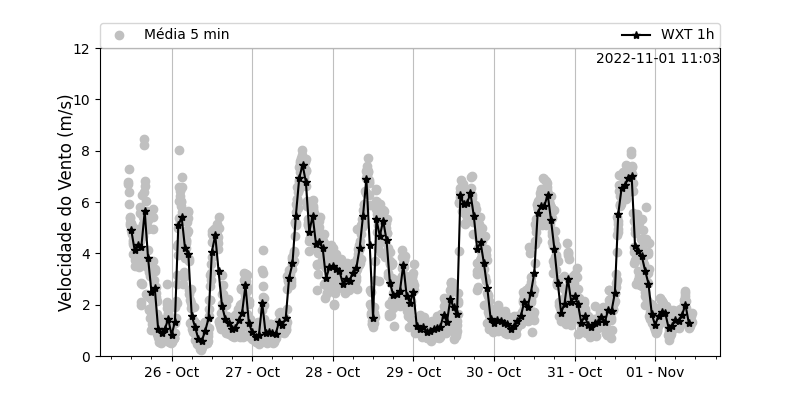 Média 5 min
WXT 1h
2022-11-01 11:03
Velocidade do Vento (m/s)
12
10
8
6
4
2
0
26 - Oct
27 - Oct
28 - Oct
29 - Oct
30 - Oct
31 - Oct
01 - Nov